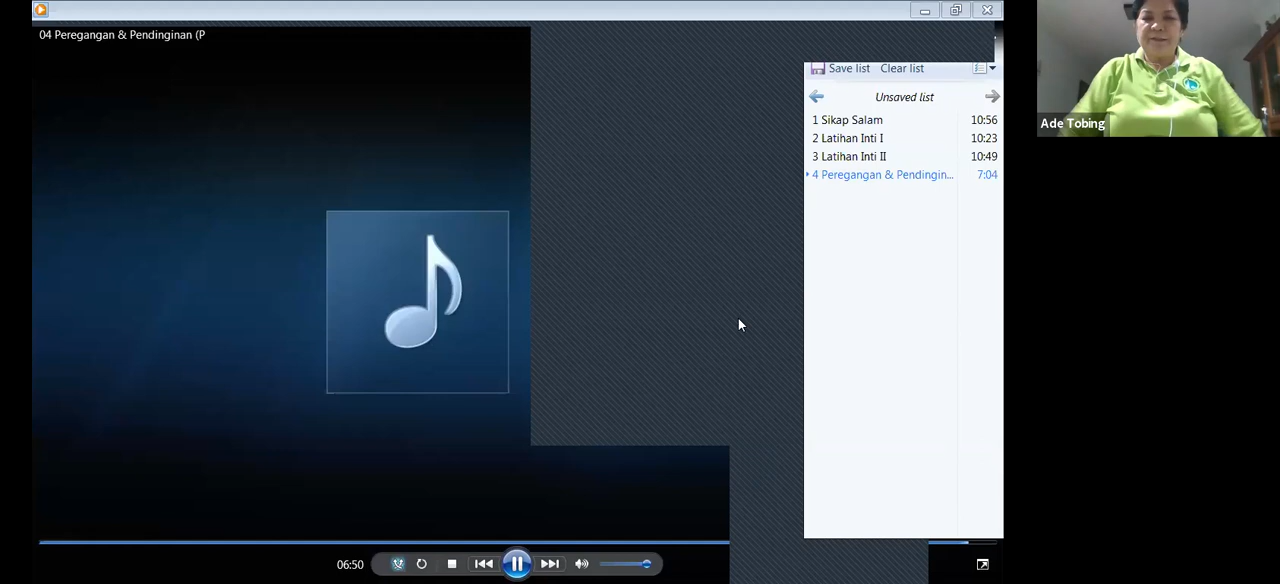 04 Peregangan & Pendinginan (P
Save list Clear list
Unsaved list
1 Sikap Salam 10:56
2 Latihan Inti I 10:23
3 Latihan Inti II 10:49
4 Peregangan & Pendingin... 7:04
Ade Tobing
06:50